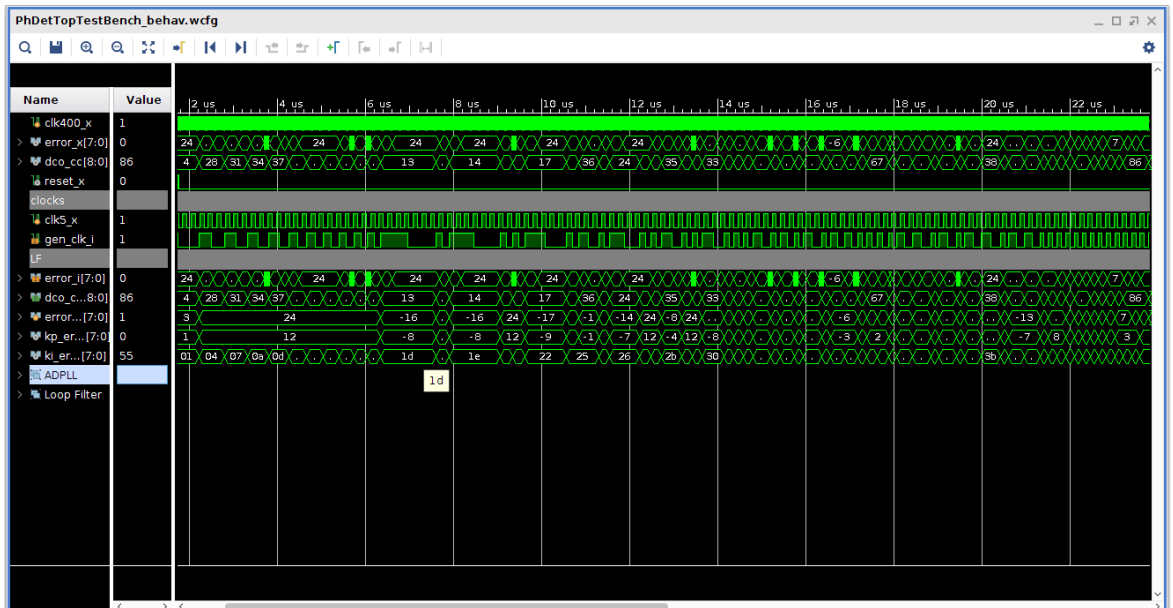 PhDetTopTestBench_behav.wcfg
Name Value 2 us 4 us 6 us 8 us 10 us 12 us 14 us 16 us 18 us 20 us 22 us
clk400_x 1
error_x[7:0] 0 24 24 24 24 24 -6 24 7
dco_cc[8:0] 86 4 28 31 34 37 13 14 17 36 24 35 33 67 38 86
reset_x 0
clocks
clk5_x 1
gen_clk_i 1
LF
error_i[7:0] 0 24 24 24 24 24 -6 24 7
dco_c...8:0] 86 4 28 31 34 37 13 14 17 36 24 35 33 67 38 86
error...[7:0] 1 3 24 -16 -16 24 -17 -1 -14 24 -8 24 -6 -13 7
kp_er...[7:0] 0 1 12 -8 -8 12 -9 -1 -7 12 -4 12 -8 -3 2 -7 8 3
ki_er...[7:0] 55 01 04 07 0a 0d 1d 1e 22 25 26 2b 30 3b
ADPLL
1d
Loop Filter